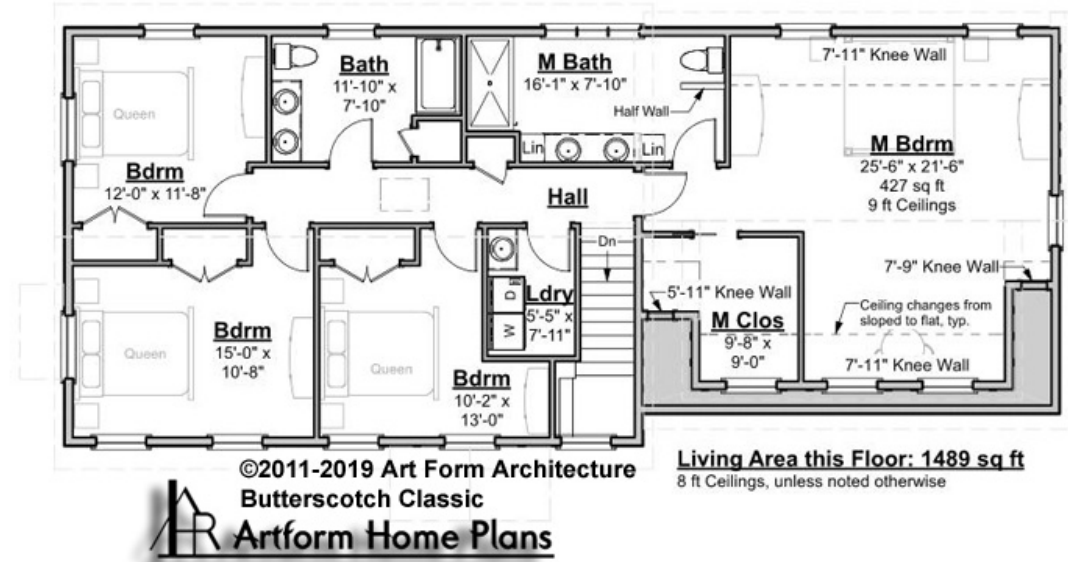 Bath
11'-10" x
7'-10"
M Bath
16'-1" x 7'-10"
7'-11" Knee Wall
Queen
Half Wall
Lin
Lin
M Bdrm
25'-6" x 21'-6"
427 sq ft
9 ft Ceilings
Bdrm
12'-0" x 11'-8"
Hall
Dn
7'-9" Knee Wall
D
W
Ldry
5'-5" x
7'-11"
5'-11" Knee Wall
M Clos
9'-8" x
9'-0"
Ceiling changes from
sloped to flat, typ.
7'-11" Knee Wall
Queen
Bdrm
15'-0" x
10'-8"
Queen
Bdrm
10'-2" x
13'-0"
©2011-2019 Art Form Architecture
Butterscotch Classic
Artform Home Plans
Living Area this Floor: 1489 sq ft
8 ft Ceilings, unless noted otherwise